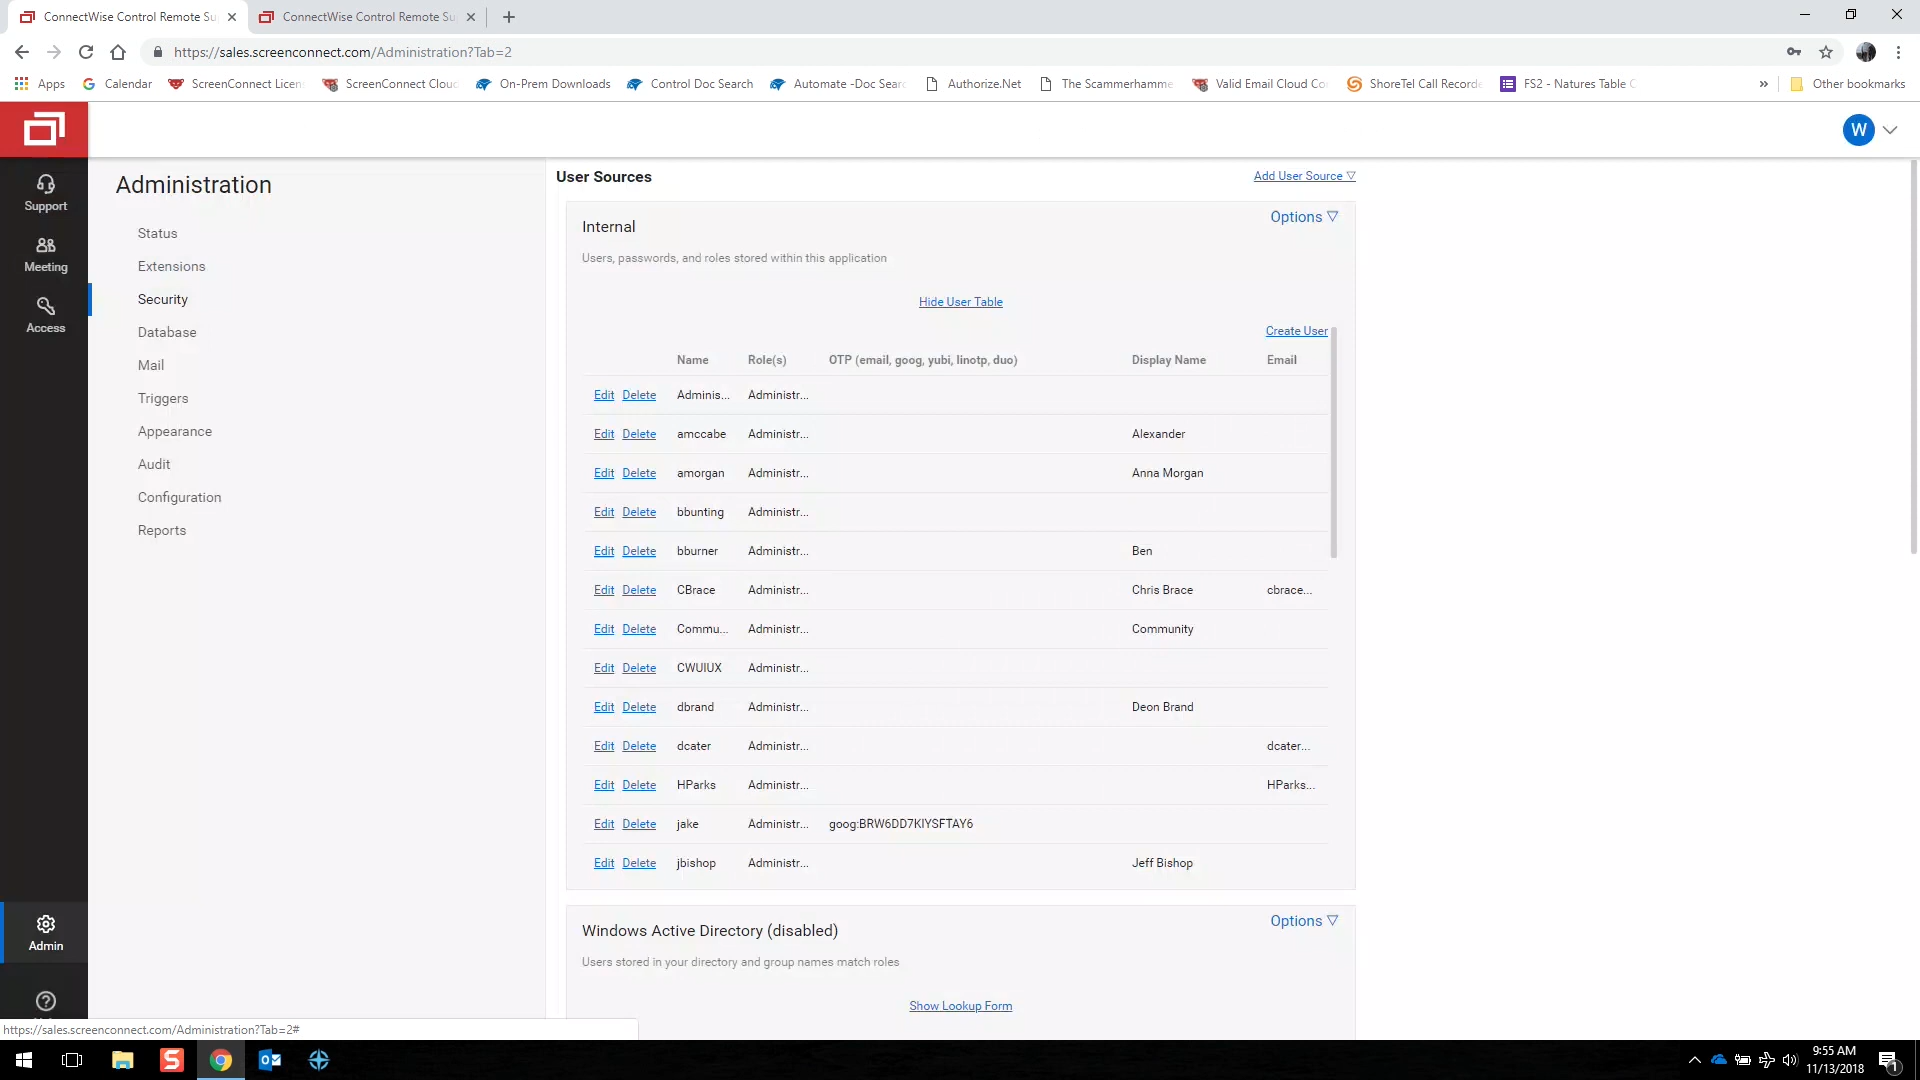 ConnectWise Control Remote Su
ConnectWise Control Remote Su
https://sales.screenconnect.com/Administration?Tab=2
Apps
Calendar
ScreenConnect Licen
ScreenConnect Clou
On-Prem Downloads
Control Doc Search
Automate -Doc Sear
Authorize.Net
The Scammerhamme
Valid Email Cloud Co
ShoreTel Call Record
FS2 - Natures Table C
»
Other bookmarks
W
Support
Meeting
Access
Admin
Administration
Status
Extensions
Security
Database
Mail
Triggers
Appearance
Audit
Configuration
Reports
User Sources
Add User Source ▽
Internal
Options ▽
Users, passwords, and roles stored within this application
Hide User Table
Create User
Name Role(s) OTP (email, goog, yubi, linotp, duo) Display Name Email
Edit Delete Adminis... Administr...
Edit Delete amccabe Administr... Alexander
Edit Delete amorgan Administr... Anna Morgan
Edit Delete bbunting Administr...
Edit Delete bburner Administr... Ben
Edit Delete CBrace Administr... Chris Brace cbrace...
Edit Delete Commu... Administr... Community
Edit Delete CWUIUX Administr...
Edit Delete dbrand Administr... Deon Brand
Edit Delete dcater Administr... dcater...
Edit Delete HParks Administr... HParks...
Edit Delete jake Administr... goog:BRW6DD7KIYSFTAY6
Edit Delete jbishop Administr... Jeff Bishop
Windows Active Directory (disabled)
Options ▽
Users stored in your directory and group names match roles
Show Lookup Form
https://sales.screenconnect.com/Administration?Tab=2#
9:55 AM
11/13/2018
1